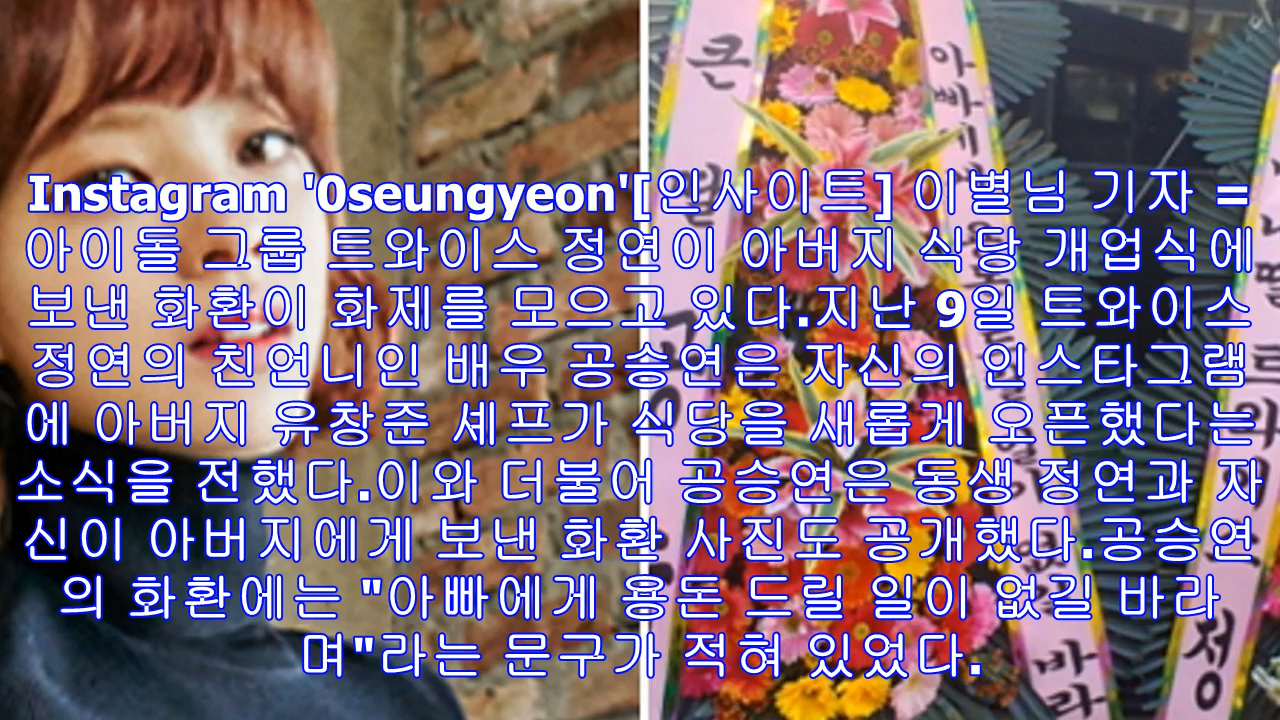 Instagram '0seungyeon'[인사이트] 이별님 기자 =
아이돌 그룹 트와이스 정연이 아버지 식당 개업식에
보낸 화환이 화제를 모으고 있다.지난 9일 트와이스
정연의 친언니인 배우 공승연은 자신의 인스타그램
에 아버지 유창준 셰프가 식당을 새롭게 오픈했다는
소식을 전했다.이와 더불어 공승연은 동생 정연과 자
신이 아버지에게 보낸 화환 사진도 공개했다.공승연
의 화환에는 "아빠에게 용돈 드릴 일이 없길 바라
며"라는 문구가 적혀 있었다.
큰
아빠에게
바라
정